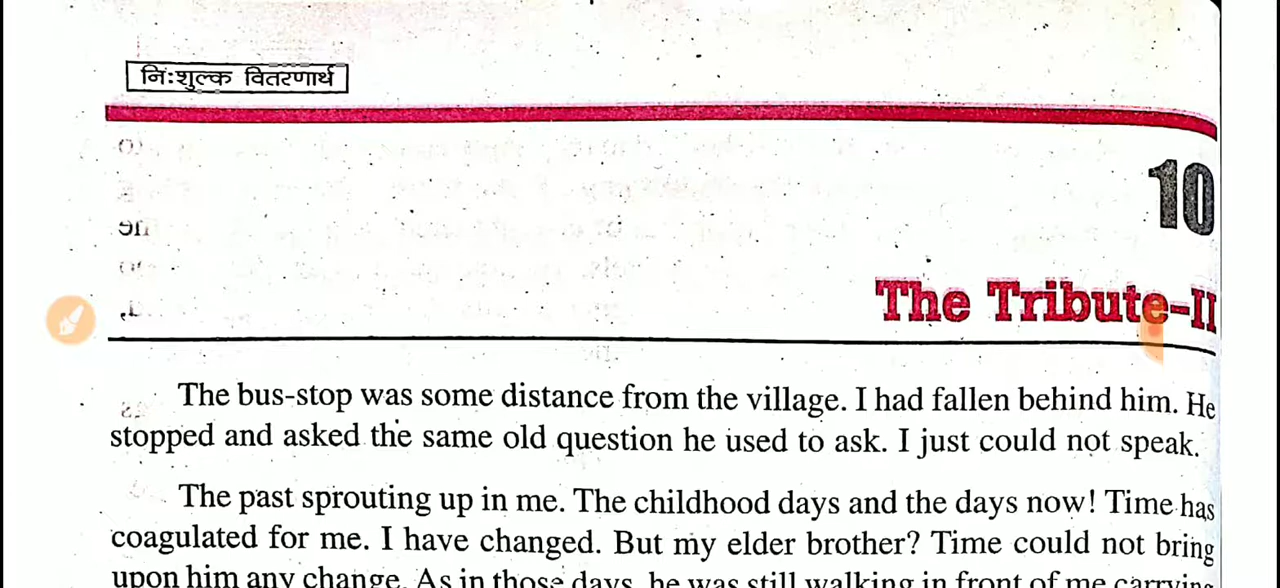 निःशुल्क वितरणार्थ
10
The Tribute-II
The bus-stop was some distance from the village. I had fallen behind him. He
stopped and asked the same old question he used to ask. I just could not speak.
The past sprouting up in me. The childhood days and the days now! Time has
coagulated for me. I have changed. But my elder brother? Time could not bring
upon him any change. As in those days, he was still walking in front of me carrying